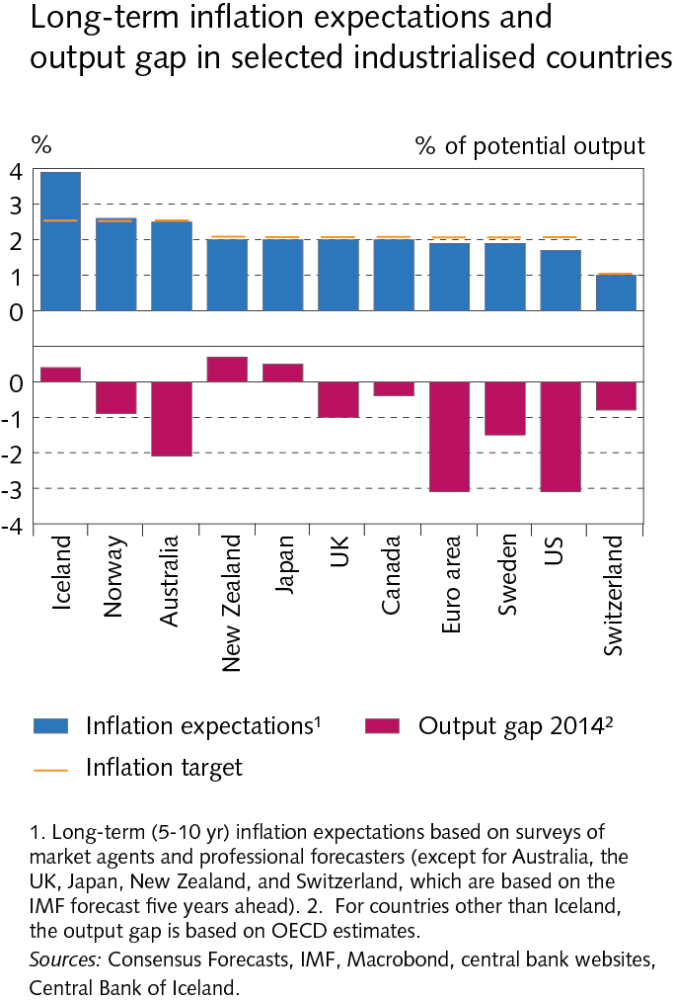 Long-term inflation expectations and
output gap in selected industrialised countries
%
% of potential output
4
3
2
1
0
0
-1
-2
-3
-4
Iceland
Norway
Australia
New Zealand
Japan
UK
Canada
Euro area
Sweden
US
Switzerland
Inflation expectations¹
Output gap 2014²
Inflation target
1. Long-term (5-10 yr) inflation expectations based on surveys of
market agents and professional forecasters (except for Australia, the
UK, Japan, New Zealand, and Switzerland, which are based on the
IMF forecast five years ahead). 2. For countries other than Iceland,
the output gap is based on OECD estimates.
Sources: Consensus Forecasts, IMF, Macrobond, central bank websites,
Central Bank of Iceland.